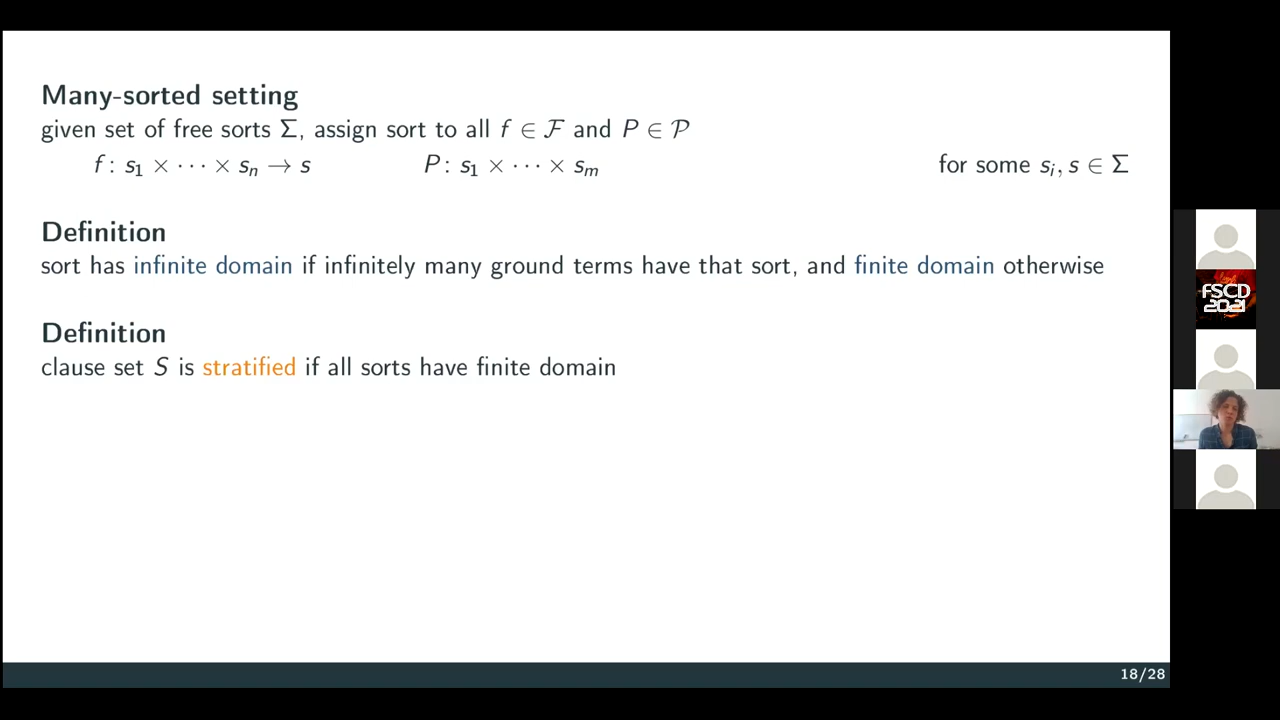 Many-sorted setting
given set of free sorts Σ, assign sort to all f ∈ ℱ and P ∈ 𝒫
f : s₁ × ⋯ × sₙ → s P : s₁ × ⋯ × sₘ for some sᵢ, s ∈ Σ
Definition
sort has infinite domain if infinitely many ground terms have that sort, and finite domain otherwise
Definition
clause set S is stratified if all sorts have finite domain
18/28
FSCD
2021